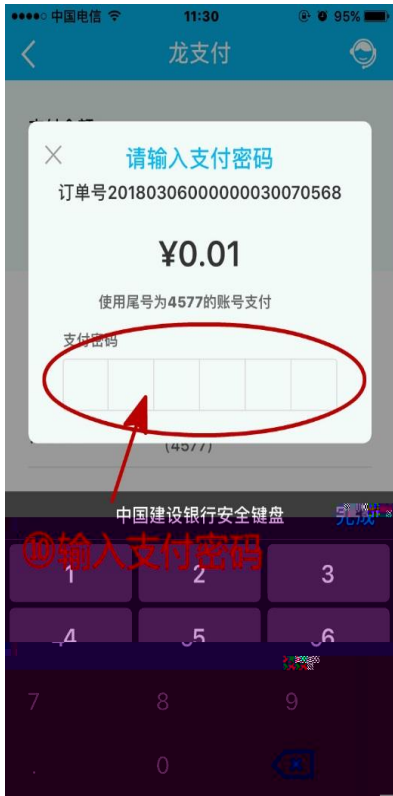 中国电信 11:30 95%
龙支付
请输入支付密码
订单号20180306000000030070568
¥0.01
使用尾号为4577的账号支付
支付密码
(4577)
中国建设银行安全键盘 完成
⑩输入支付密码
1 2 3
4 5 6
7 8 9
. 0